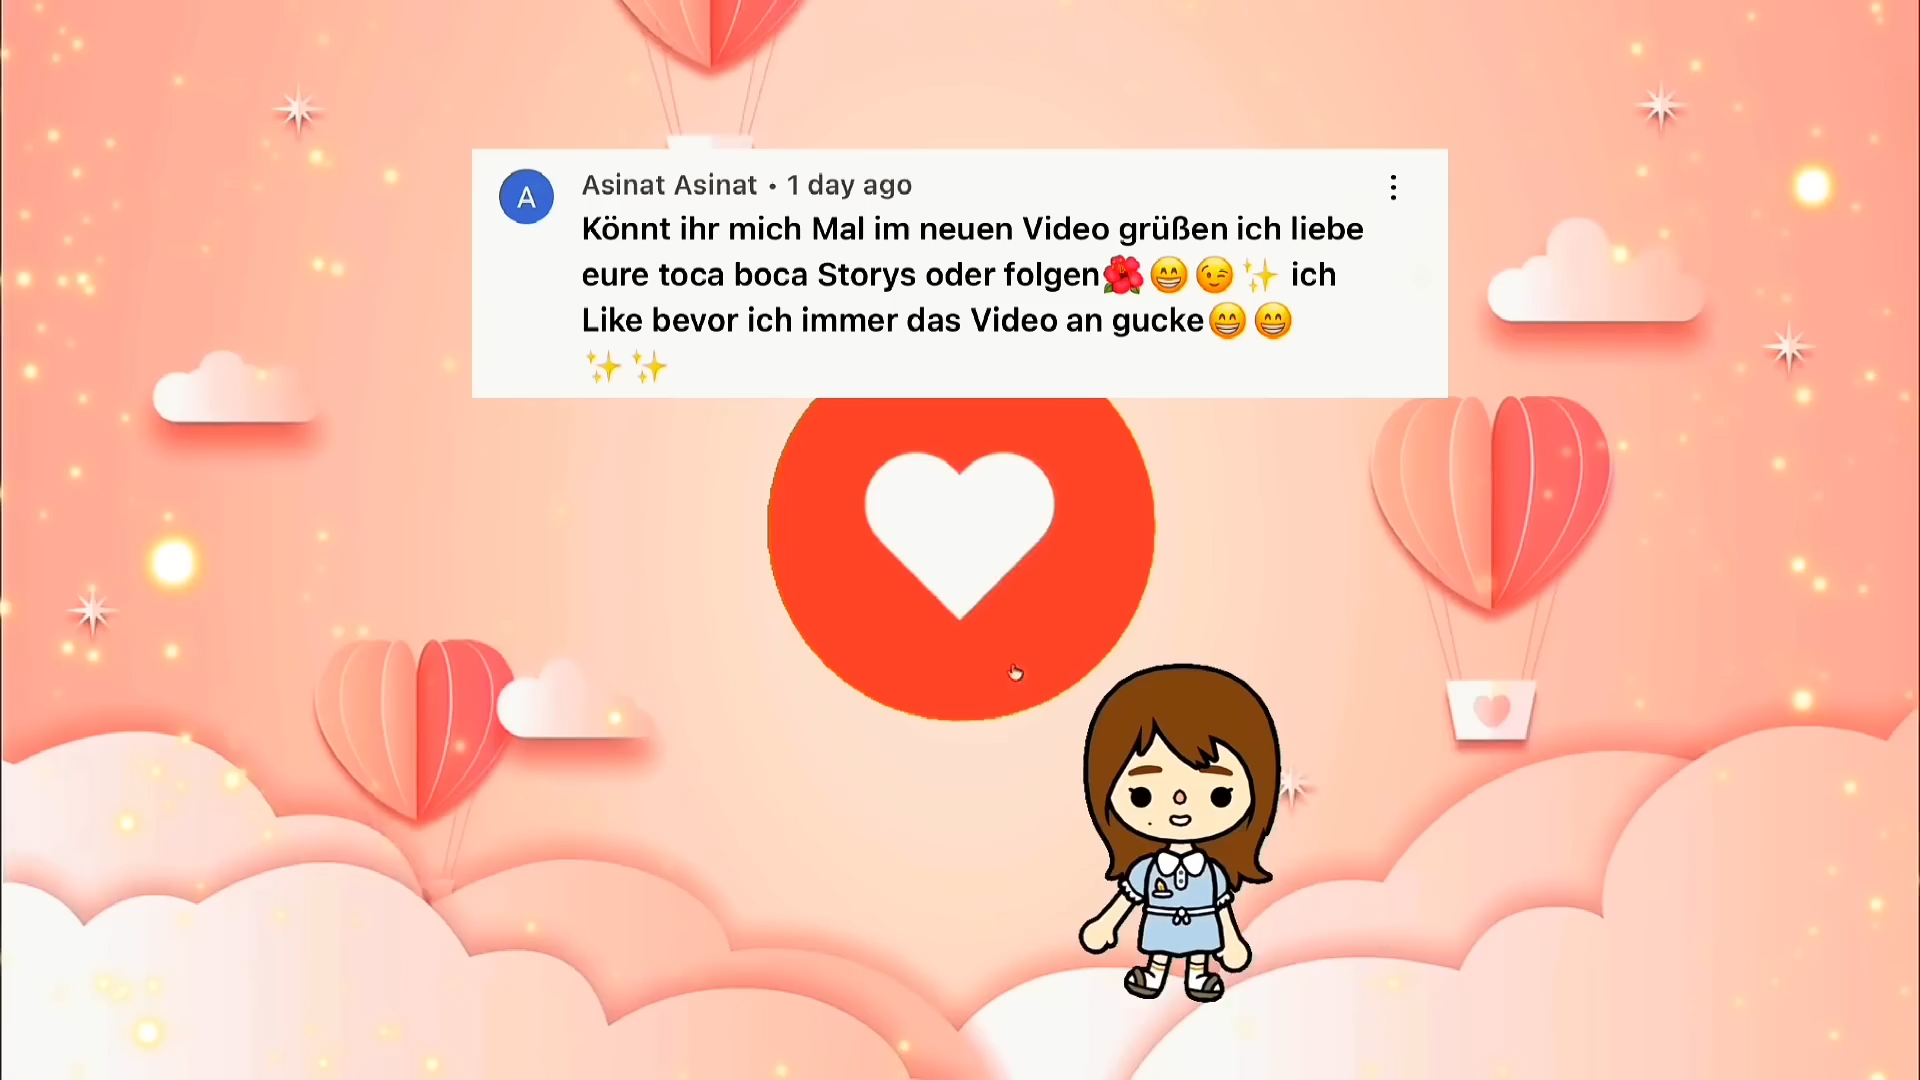 A
Asinat Asinat • 1 day ago
Könnt ihr mich Mal im neuen Video grüßen ich liebe
eure toca boca Storys oder folgen🌺😁😉✨ ich
Like bevor ich immer das Video an gucke😁😁
✨✨